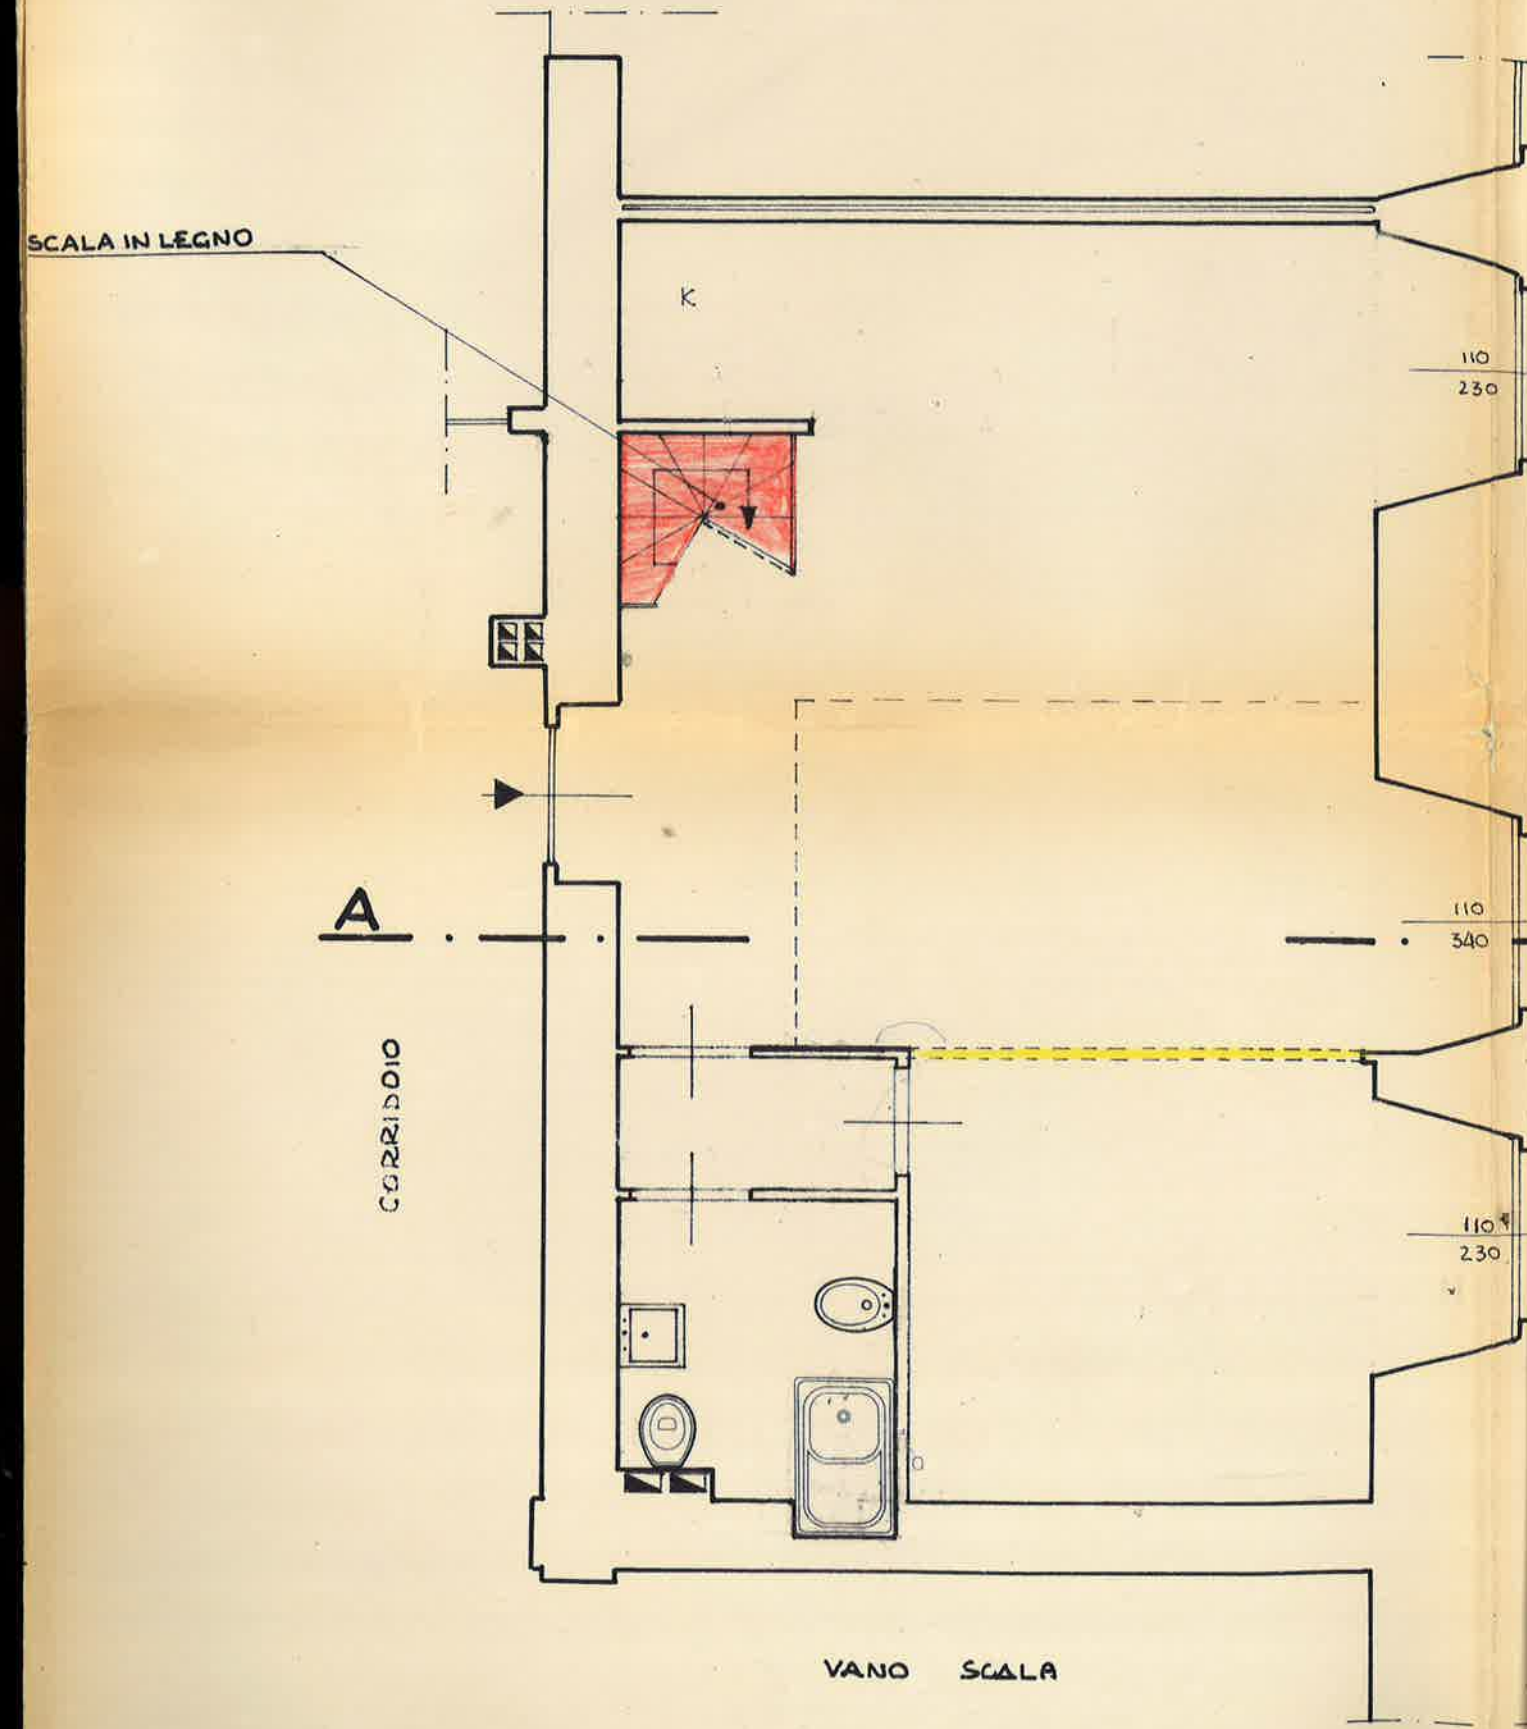 SCALA IN LEGNO
K
110
230
A
110
340
CORRIDOIO
110
230
VANO SCALA